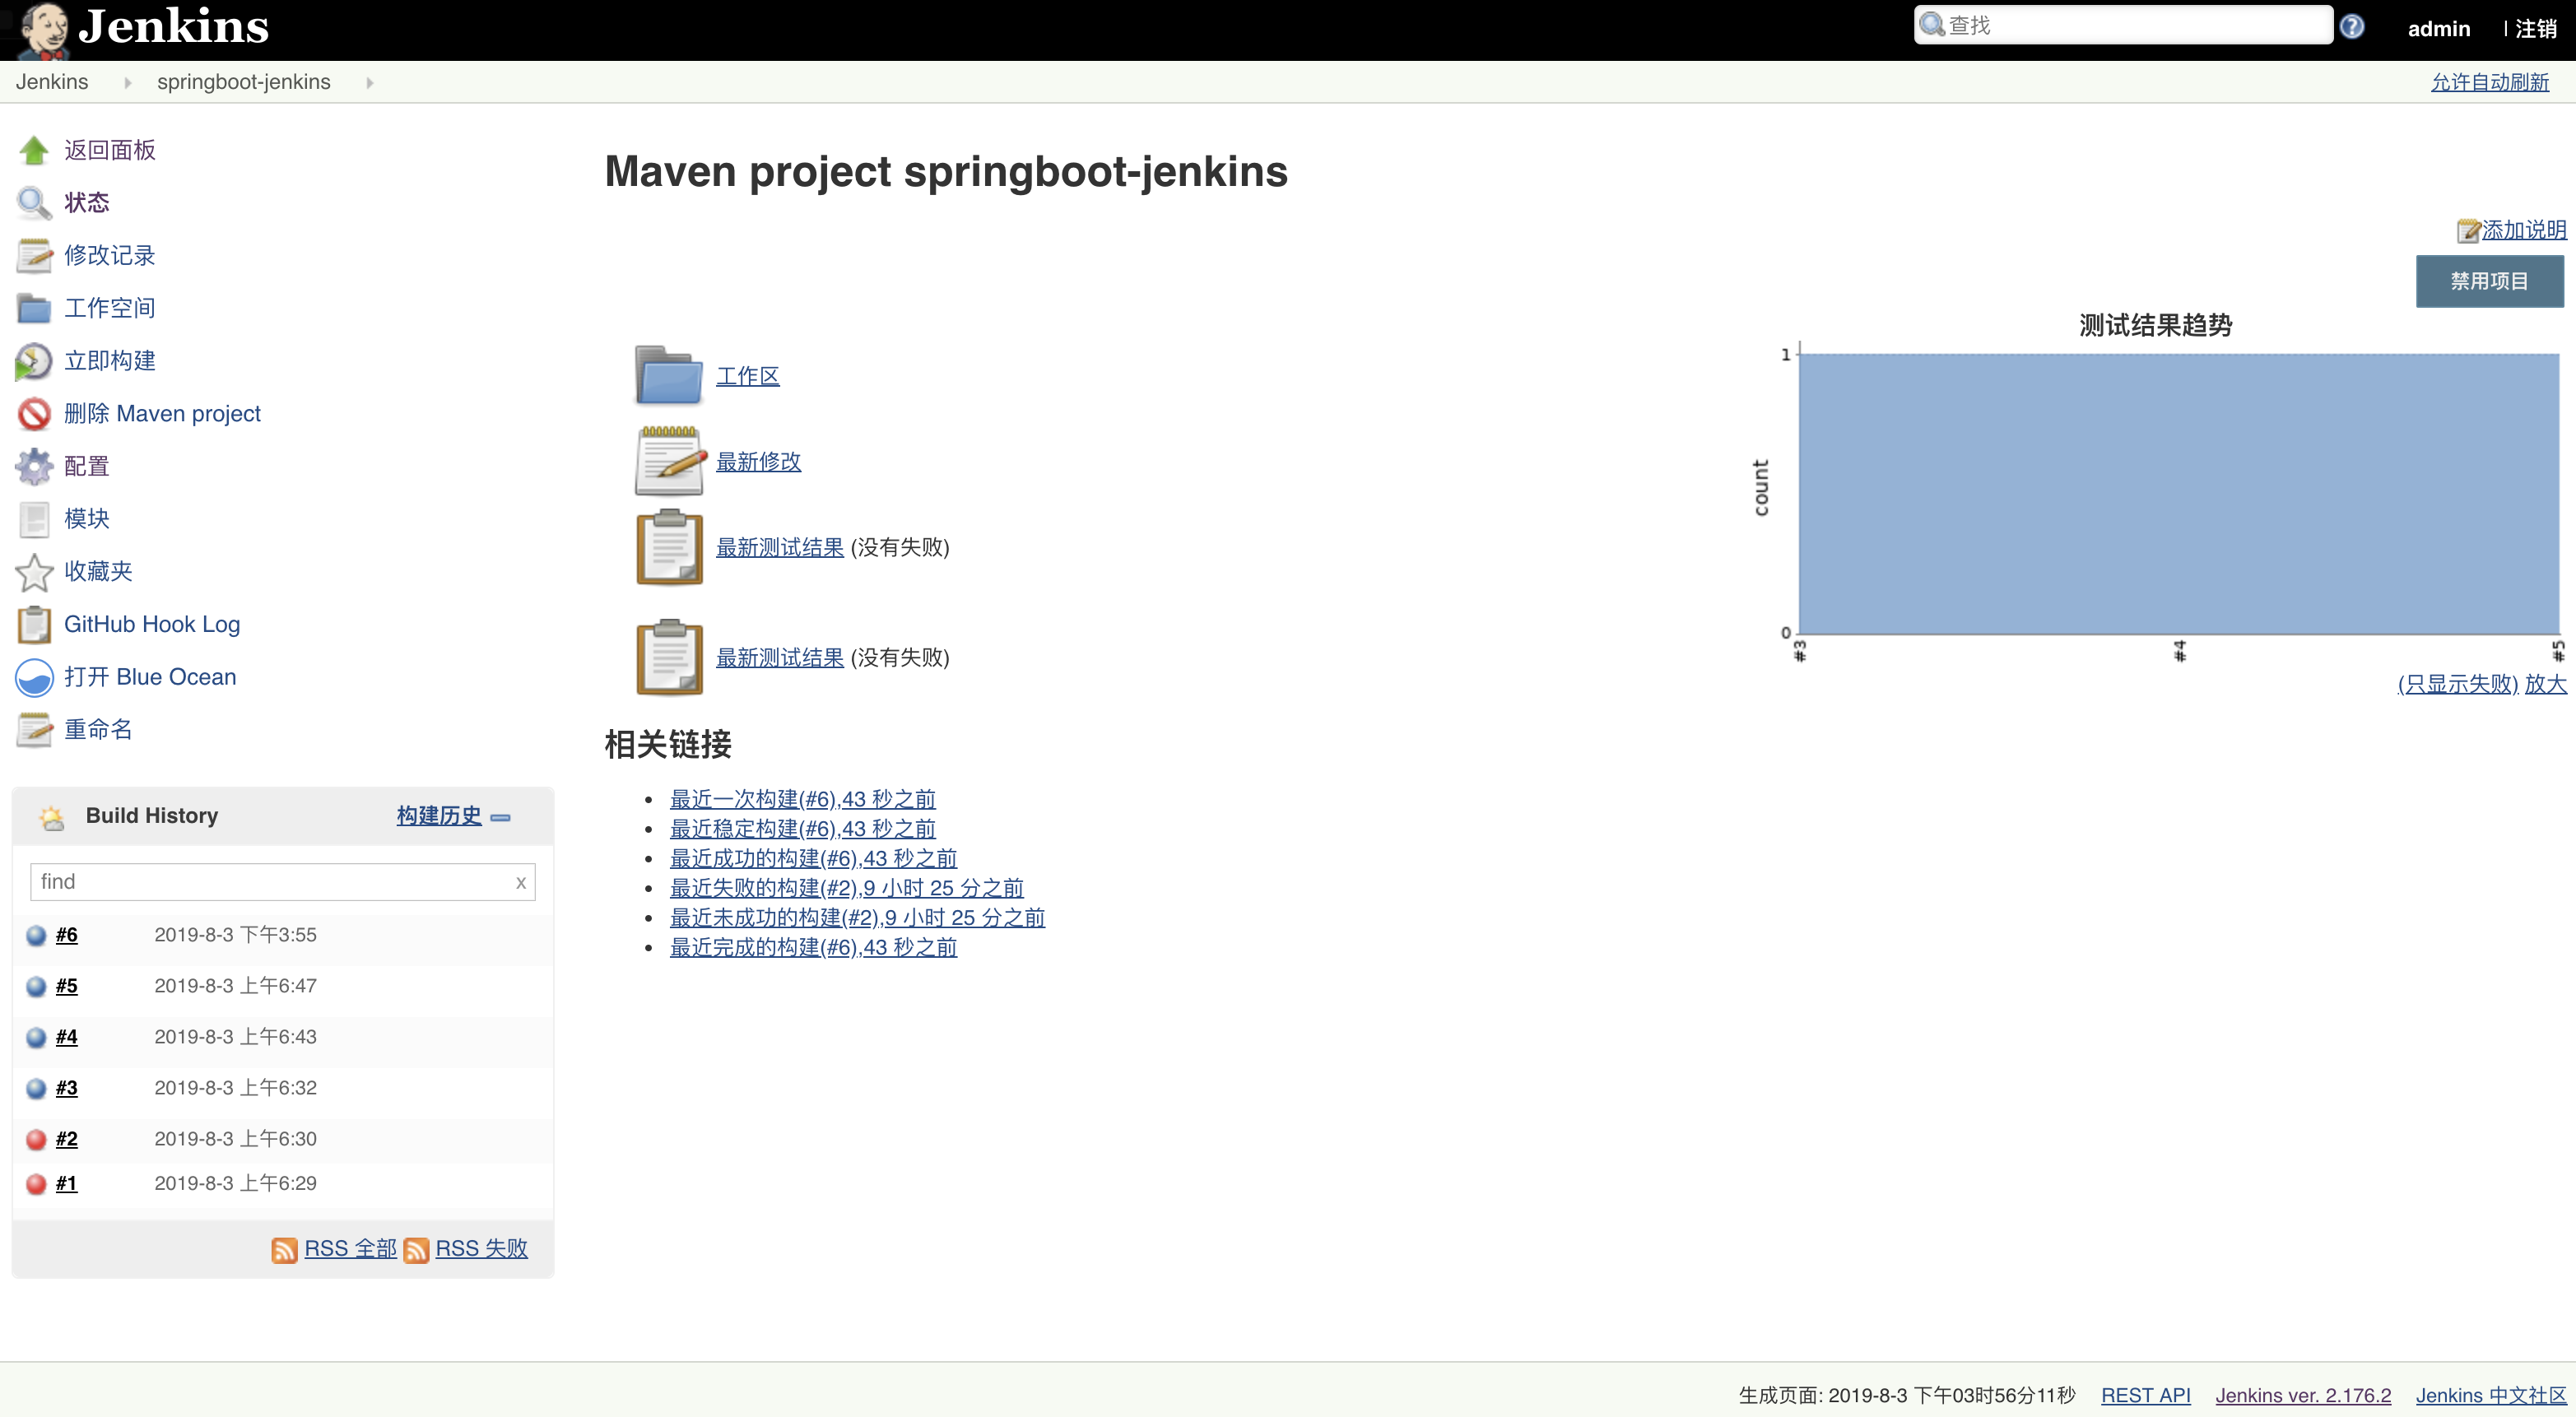 Jenkins
查找
admin
| 注销
Jenkins
springboot-jenkins
允许自动刷新
返回面板
状态
修改记录
工作空间
立即构建
删除 Maven project
配置
模块
收藏夹
GitHub Hook Log
打开 Blue Ocean
重命名
Build History
构建历史
find
x
#6 2019-8-3 下午3:55
#5 2019-8-3 上午6:47
#4 2019-8-3 上午6:43
#3 2019-8-3 上午6:32
#2 2019-8-3 上午6:30
#1 2019-8-3 上午6:29
RSS 全部 RSS 失败
Maven project springboot-jenkins
添加说明
禁用项目
工作区
最新修改
最新测试结果 (没有失败)
最新测试结果 (没有失败)
测试结果趋势
1
count
0
#3 #4 #5
(只显示失败) 放大
相关链接
最近一次构建(#6),43 秒之前
最近稳定构建(#6),43 秒之前
最近成功的构建(#6),43 秒之前
最近失败的构建(#2),9 小时 25 分之前
最近未成功的构建(#2),9 小时 25 分之前
最近完成的构建(#6),43 秒之前
生成页面: 2019-8-3 下午03时56分11秒 REST API Jenkins ver. 2.176.2 Jenkins 中文社区